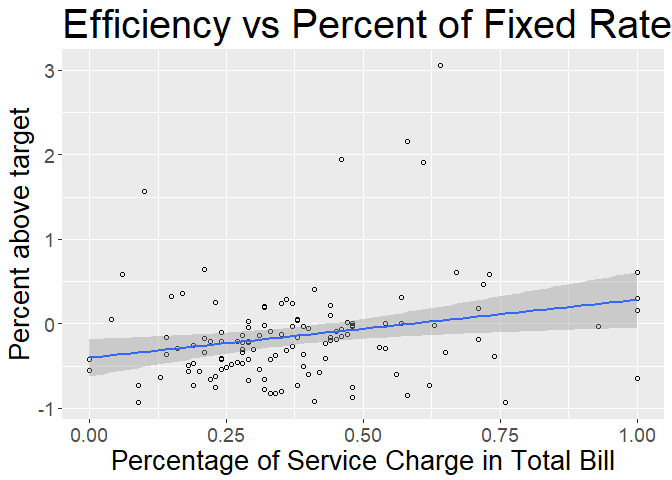 Efficiency vs Percent of Fixed Rate
Percent above target
3
2
1
0
-1
0.00 0.25 0.50 0.75 1.00
Percentage of Service Charge in Total Bill